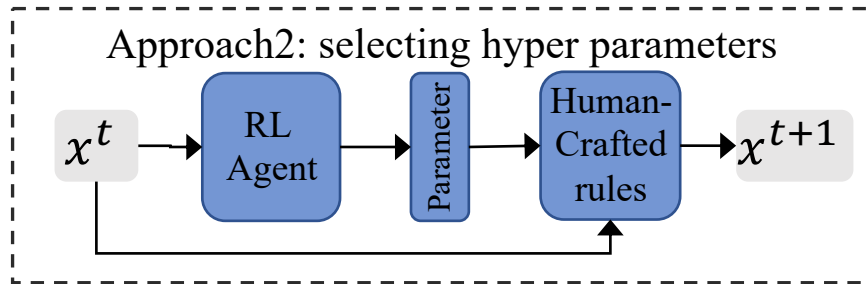 Approach2: selecting hyper parameters
x^t
RL
Agent
Parameter
Human-
Crafted
rules
x^{t+1}